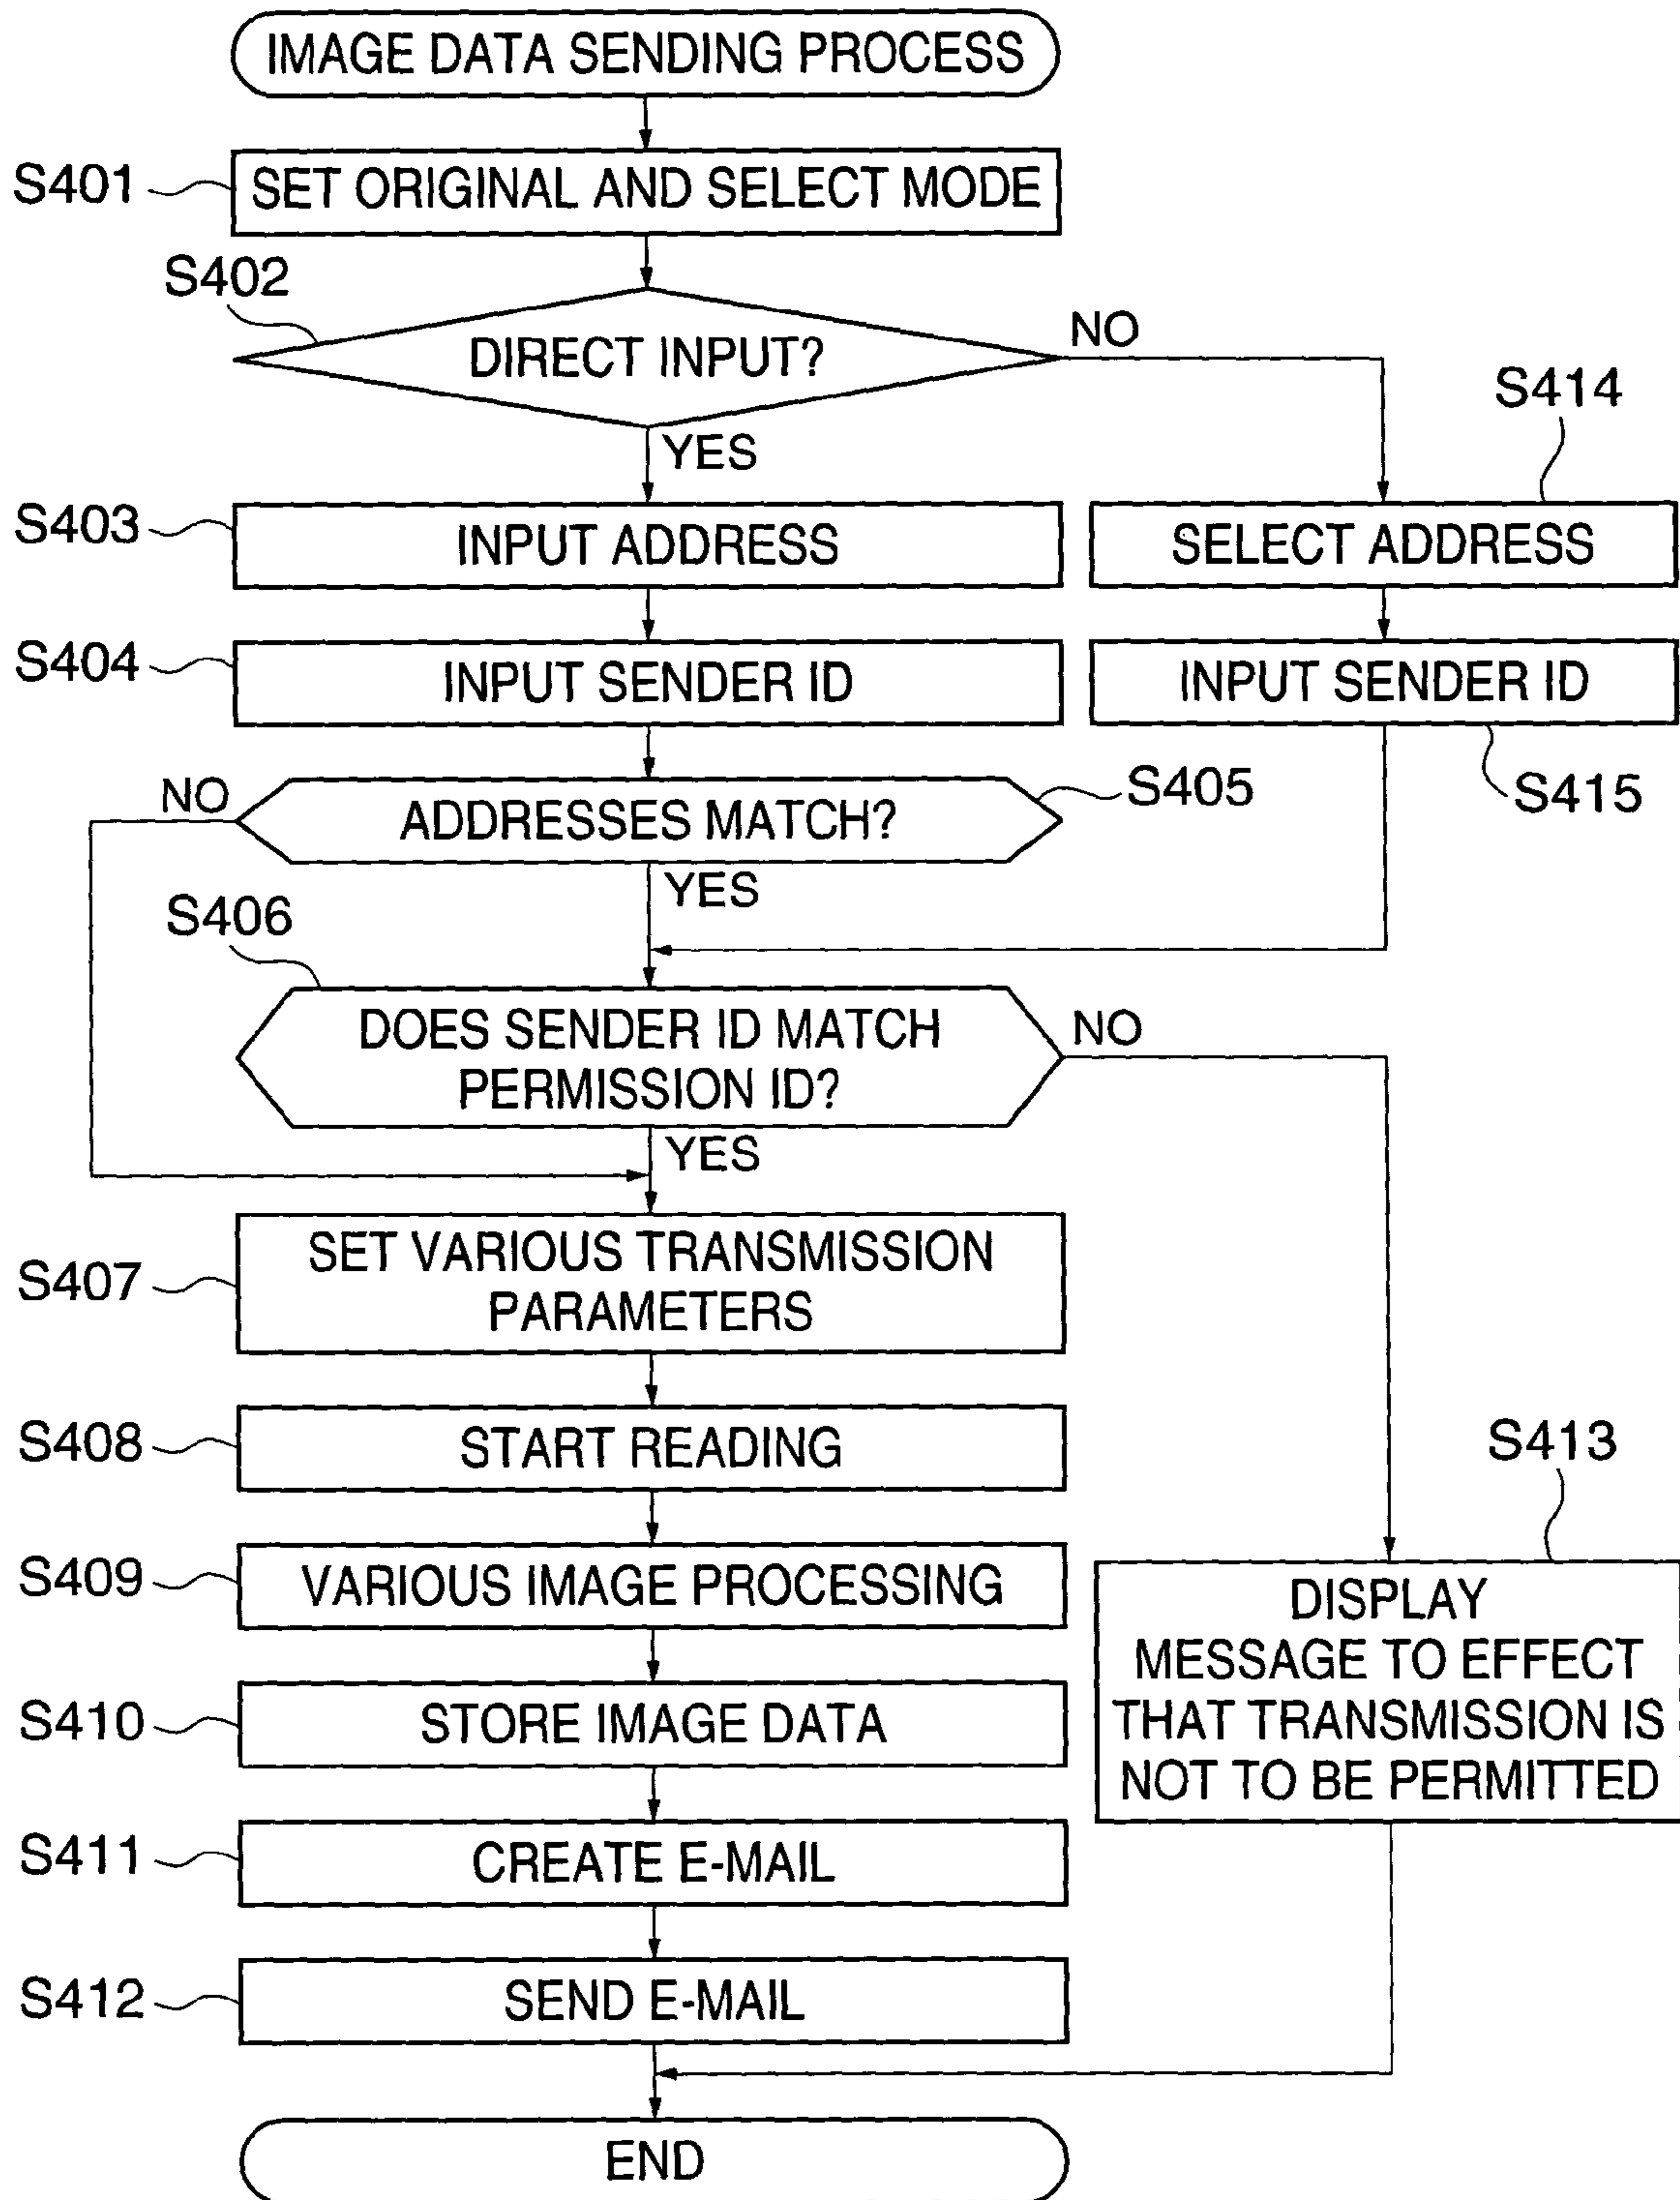 IMAGE DATA SENDING PROCESS
S401
SET ORIGINAL AND SELECT MODE
S402
DIRECT INPUT?
NO
YES
S414
S403
INPUT ADDRESS
SELECT ADDRESS
S404
INPUT SENDER ID
INPUT SENDER ID
S415
NO
ADDRESSES MATCH?
S405
YES
S406
DOES SENDER ID MATCH
PERMISSION ID?
NO
YES
S407
SET VARIOUS TRANSMISSION
PARAMETERS
S408
START READING
S413
S409
VARIOUS IMAGE PROCESSING
DISPLAY
MESSAGE TO EFFECT
THAT TRANSMISSION IS
NOT TO BE PERMITTED
S410
STORE IMAGE DATA
S411
CREATE E-MAIL
S412
SEND E-MAIL
END